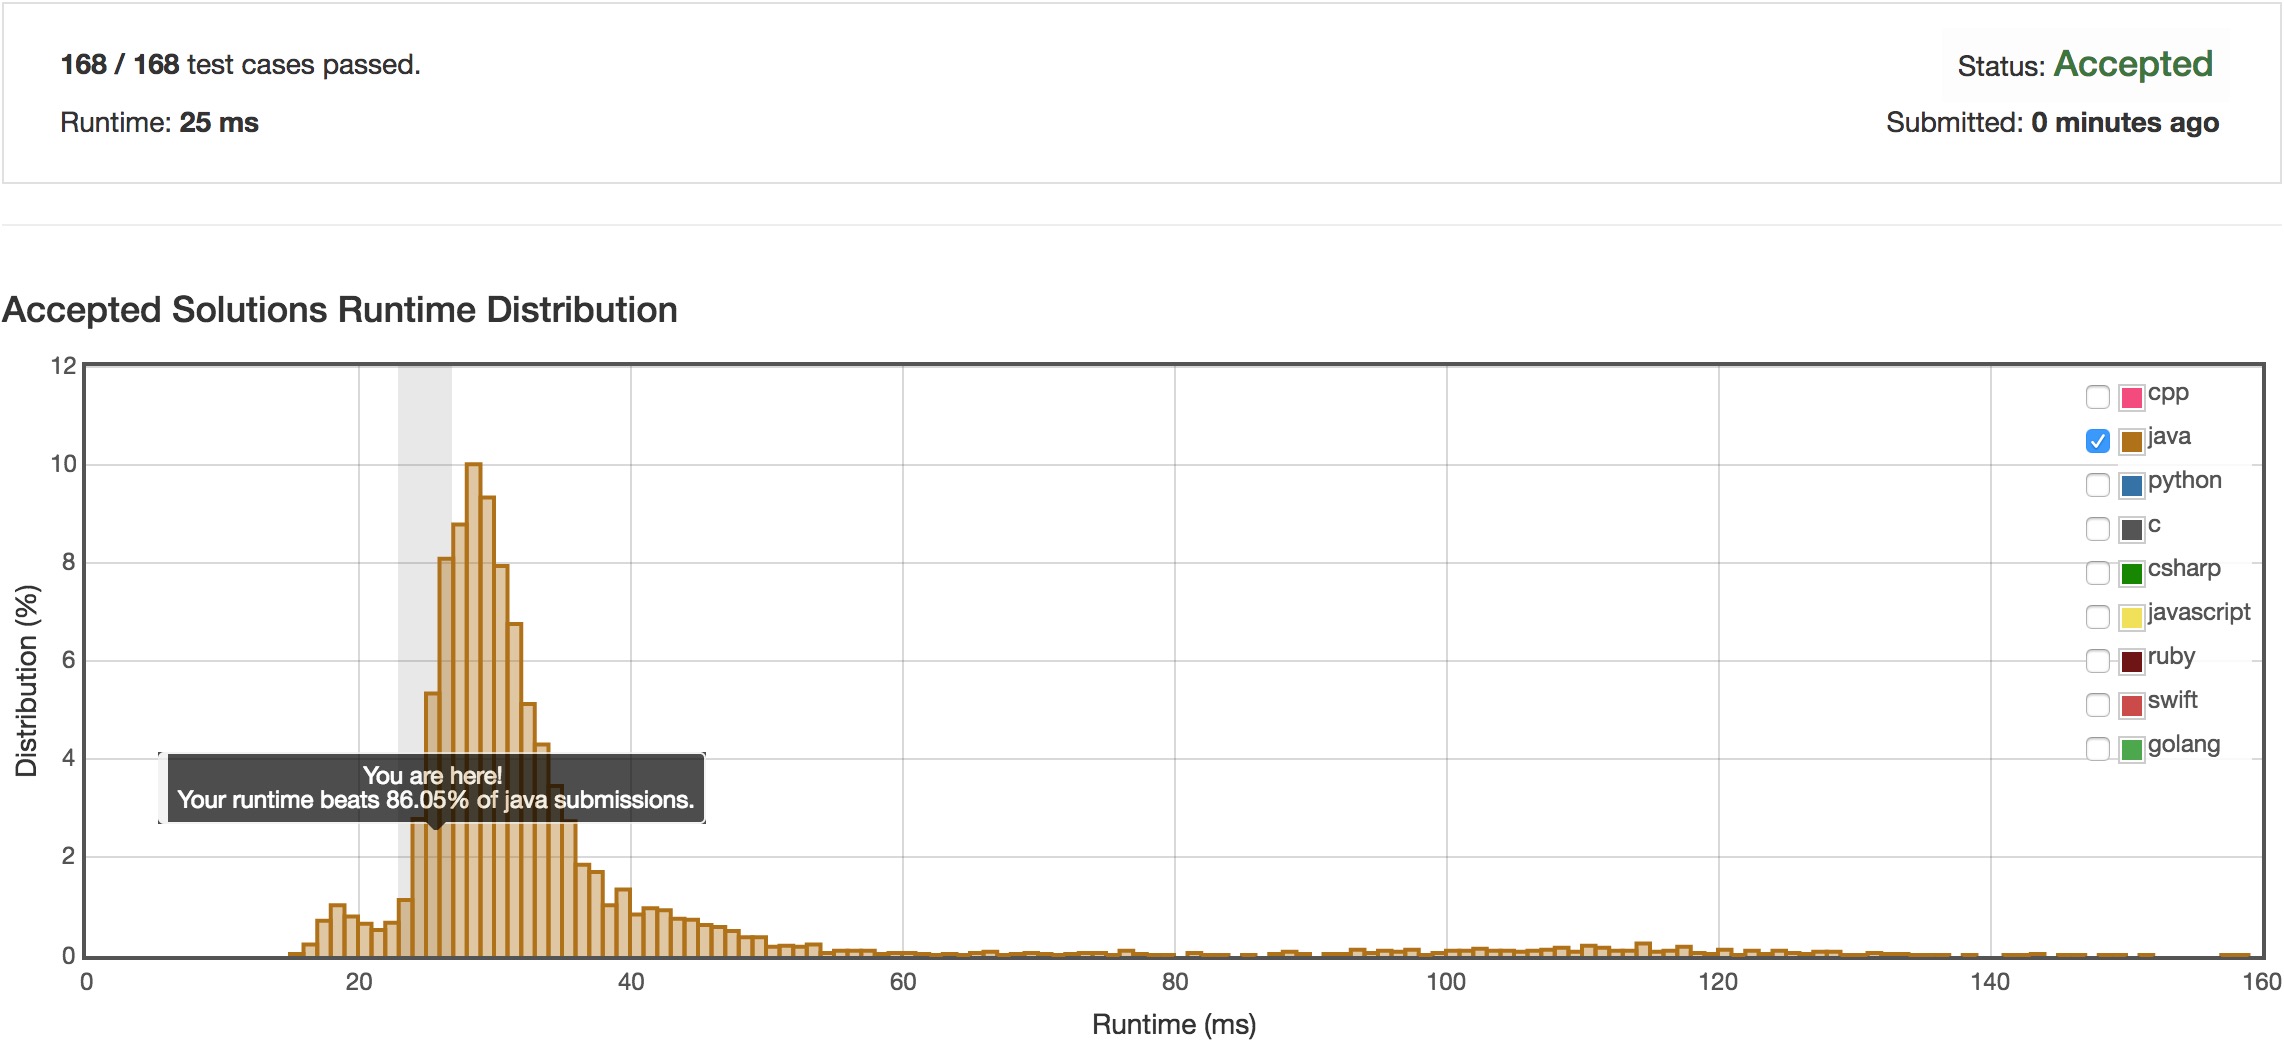 168 / 168 test cases passed.
Status: Accepted
Runtime: 25 ms
Submitted: 0 minutes ago
Accepted Solutions Runtime Distribution
12
10
8
6
4
2
0
Distribution (%)
You are here!
Your runtime beats 86.05% of java submissions.
cpp
java
python
c
csharp
javascript
ruby
swift
golang
0 20 40 60 80 100 120 140 160
Runtime (ms)